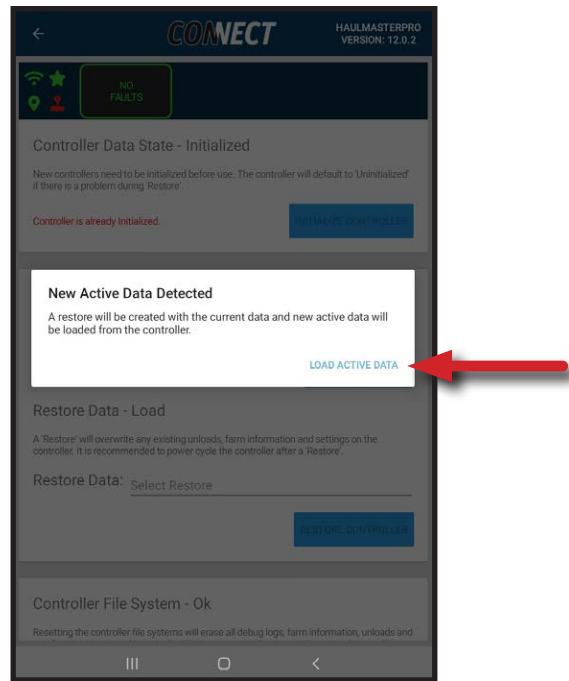 CONNECT
HAULMASTERPRO
VERSION: 12.0.2
NO
FAULTS
Controller Data State - Initialized
New controllers need to be initialized before use. The controller will default to 'Uninitialized'
if there is a problem during 'Restore'.
Controller is already Initialized.
INITIALIZE CONTROLLER
New Active Data Detected
A restore will be created with the current data and new active data will
be loaded from the controller.
LOAD ACTIVE DATA
Restore Data - Load
A 'Restore' will overwrite any existing unloads, farm information and settings on the
controller. It is recommended to power cycle the controller after a 'Restore'.
Restore Data: Select Restore
RESTORE CONTROLLER
Controller File System - Ok
Resetting the controller file systems will erase all debug logs, farm information, unloads and